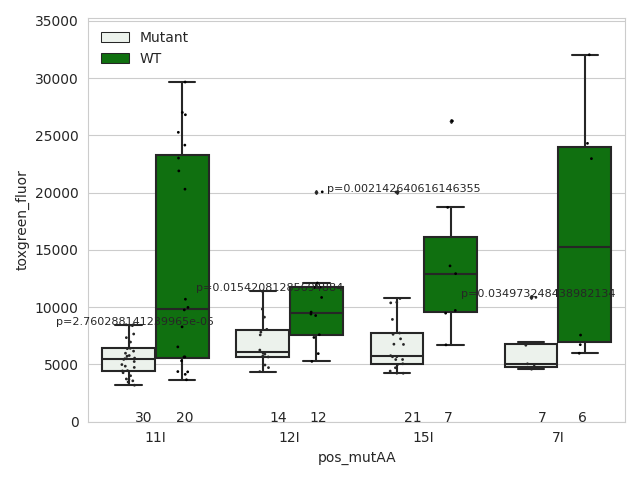 35000
Mutant
WT
30000
25000
20000
p=0.002142640616146355
15000
p=0.034973248438982134
10000
p=2.760288141239965e-05
5000
0
30 20 14 12 21 7 7 6
11I 12I 15I 7I
pos_mutAA
toxgreen_fluor